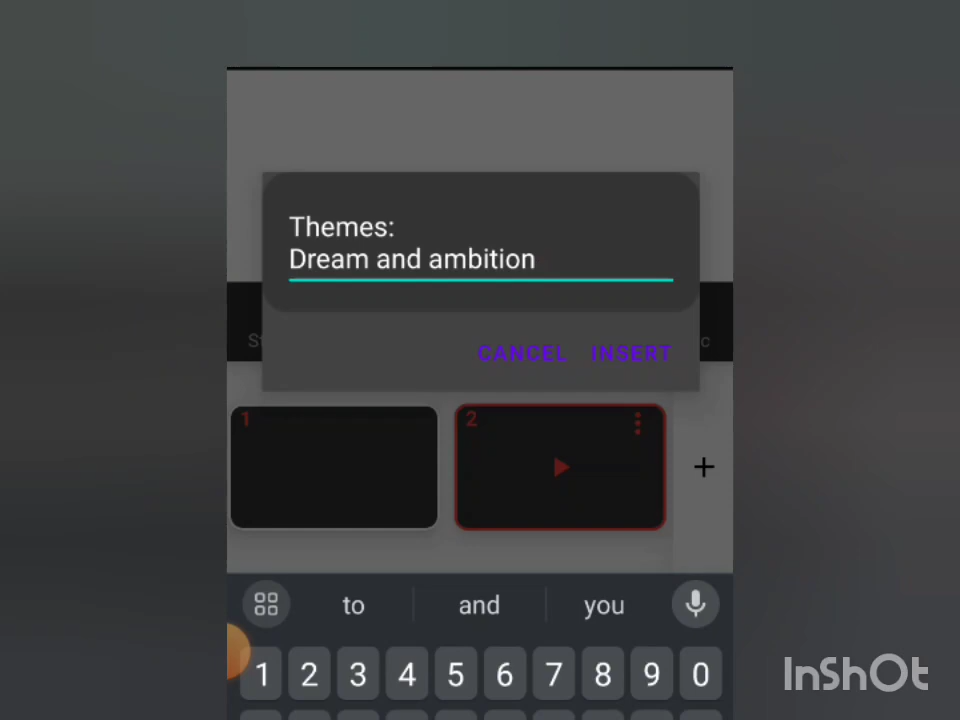 Themes:
Dream and ambition
St
c
CANCEL INSERT
1
2
+
to and you
1 2 3 4 5 6 7 8 9 0
InShOt